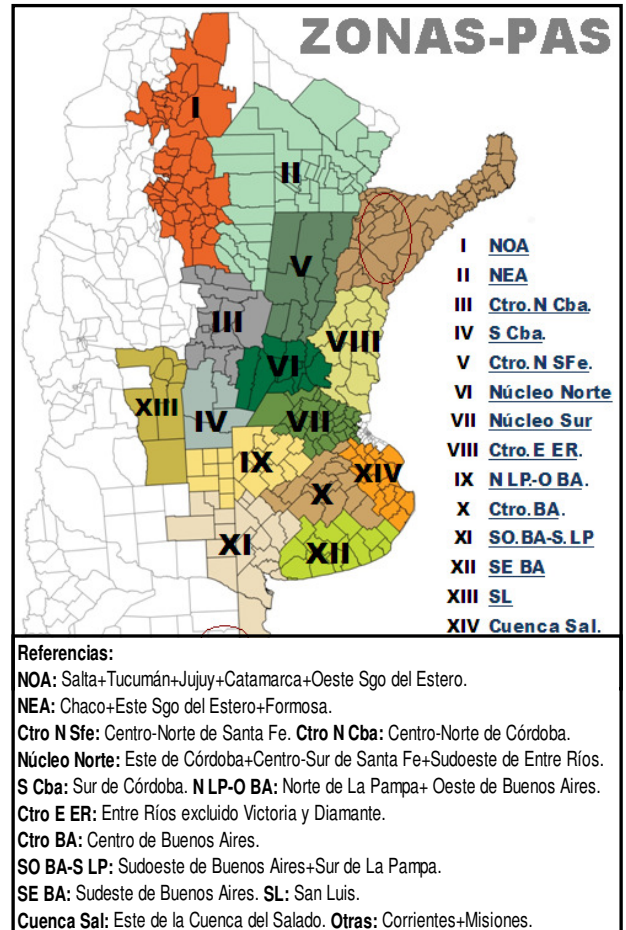 ZONAS-PAS
I
II
V
III
VIII
VI
XIII
IV
VII
IX
XIV
X
XI
XII
I NOA
II NEA
III Ctro.N Cba.
IV S Cba.
V Ctro.N SFe.
VI Núcleo Norte
VII Núcleo Sur
VIII Ctro.E ER.
IX N LP.-O BA.
X Ctro.BA.
XI SO.BA-S.LP
XII SE BA
XIII SL
XIV Cuenca Sal.
Referencias:
NOA: Salta+Tucumán+Jujuy+Catamarca+Oeste Sgo del Estero.
NEA: Chaco+Este Sgo del Estero+Formosa.
Ctro N Sfe: Centro-Norte de Santa Fe. Ctro N Cba: Centro-Norte de Córdoba.
Núcleo Norte: Este de Córdoba+Centro-Sur de Santa Fe+Sudoeste de Entre Ríos.
S Cba: Sur de Córdoba. N LP-O BA: Norte de La Pampa+ Oeste de Buenos Aires.
Ctro E ER: Entre Ríos excluido Victoria y Diamante.
Ctro BA: Centro de Buenos Aires.
SO BA-S LP: Sudoeste de Buenos Aires+Sur de La Pampa.
SE BA: Sudeste de Buenos Aires. SL: San Luis.
Cuenca Sal: Este de la Cuenca del Salado. Otras: Corrientes+Misiones.